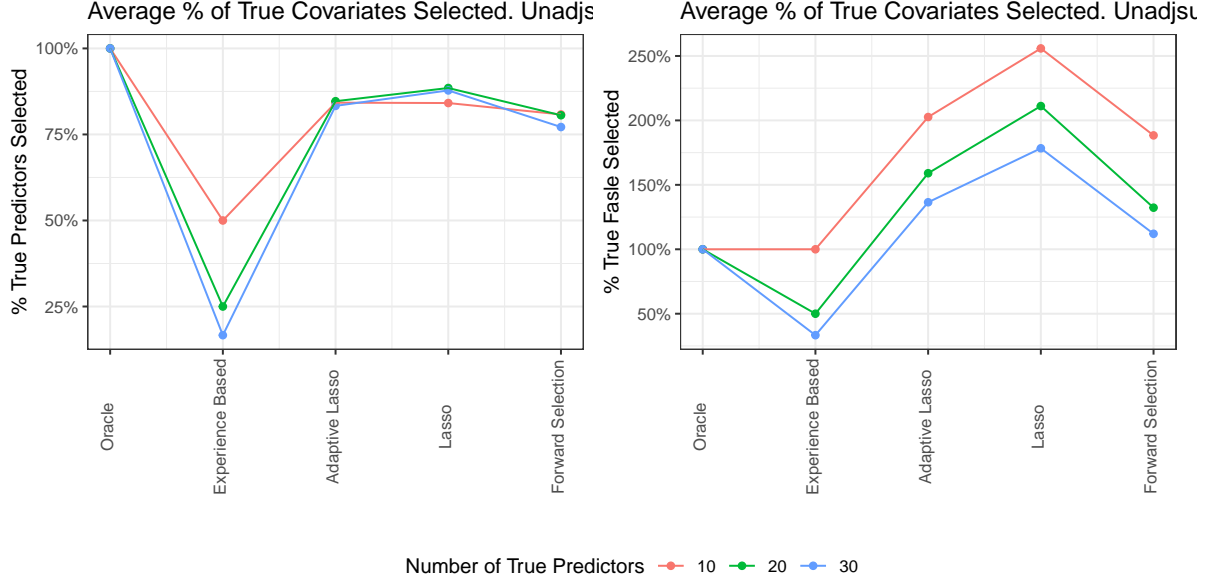 Average % of True Covariates Selected. Unadjs
% True Predictors Selected
100%
75%
50%
25%
Oracle
Experience Based
Adaptive Lasso
Lasso
Forward Selection
Average % of True Covariates Selected. Unadjsu
% True Fasle Selected
250%
200%
150%
100%
50%
Oracle
Experience Based
Adaptive Lasso
Lasso
Forward Selection
Number of True Predictors 10 20 30